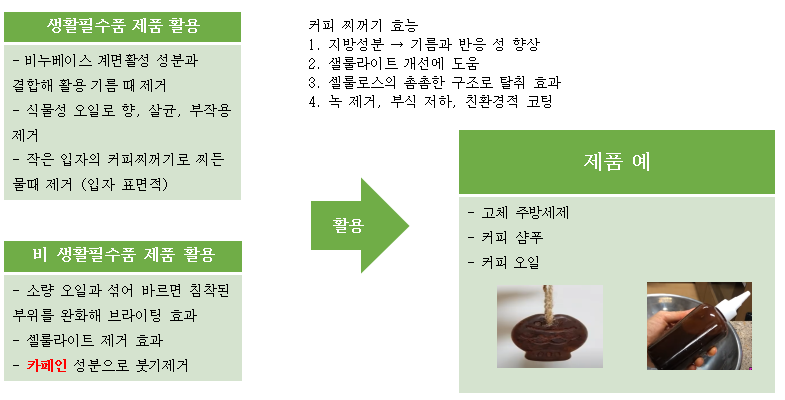 생활필수품 제품 활용
- 비누베이스 계면활성 성분과
결합해 활용 기름 때 제거
- 식물성 오일로 향, 살균, 부작용
제거
- 작은 입자의 커피찌꺼기로 찌든
물때 제거 (입자 표면적)
비 생활필수품 제품 활용
- 소량 오일과 섞어 바르면 침착된
부위를 완화해 브라이팅 효과
- 셀룰라이트 제거 효과
- 카페인 성분으로 붓기제거
커피 찌꺼기 효능
1. 지방성분 → 기름과 반응 성 향상
2. 샐룰라이트 개선에 도움
3. 셀룰로스의 촘촘한 구조로 탈취 효과
4. 녹 제거, 부식 저하, 친환경적 코팅
활용
제품 예
- 고체 주방세제
- 커피 샴푸
- 커피 오일